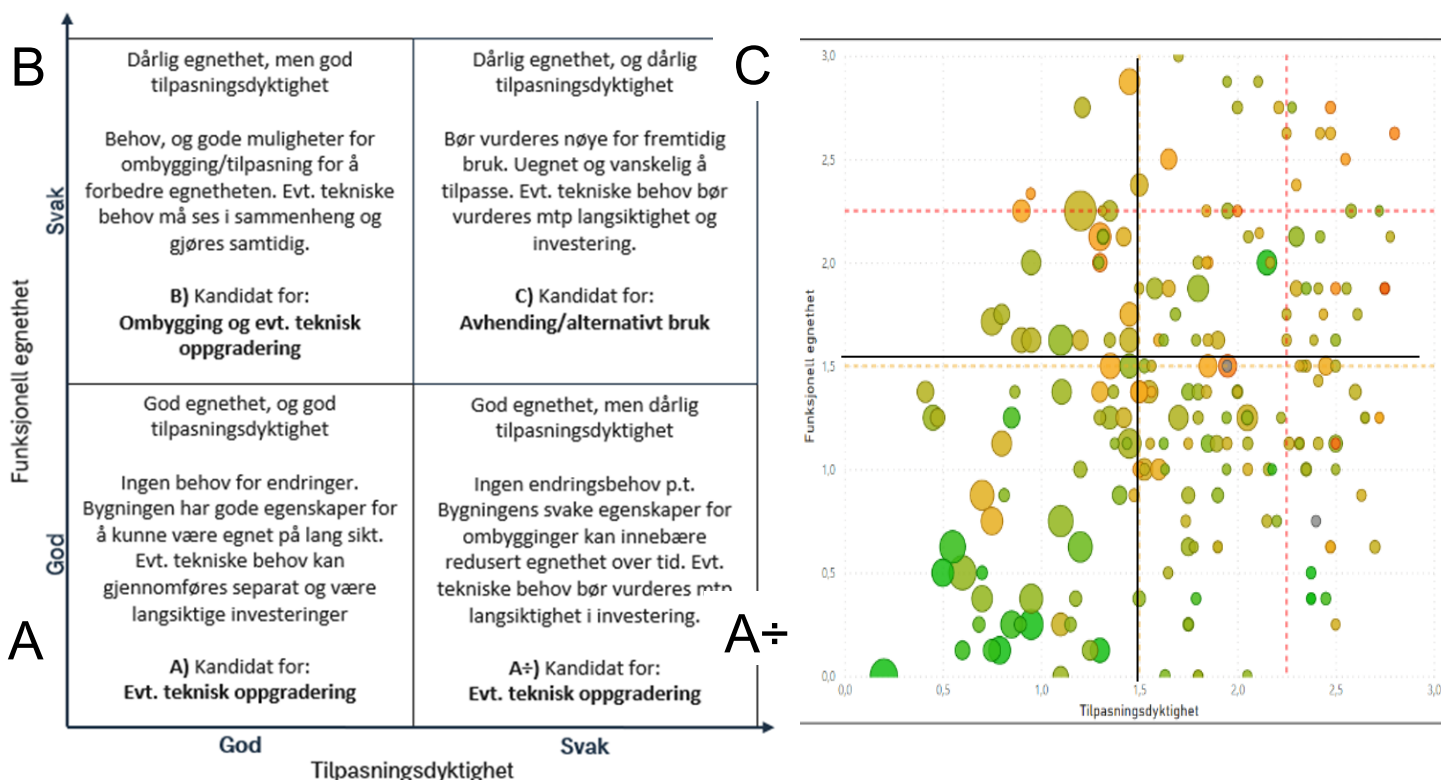 B
Dårlig egnethet, men god
tilpasningsdyktighet
Behov, og gode muligheter for
ombygging/tilpasning for å
forbedre egnetheten. Evt. tekniske
behov må ses i sammenheng og
gjøres samtidig.
B) Kandidat for:
Ombygging og evt. teknisk
oppgradering
C
Dårlig egnethet, og dårlig
tilpasningsdyktighet
Bør vurderes nøye for fremtidig
bruk. Uegnet og vanskelig å
tilpasse. Evt. tekniske behov bør
vurderes mtp langsiktighet og
investering.
C) Kandidat for:
Avhending/alternativt bruk
A
God egnethet, og god
tilpasningsdyktighet
Ingen behov for endringer.
Bygningen har gode egenskaper for
å kunne være egnet på lang sikt.
Evt. tekniske behov kan
gjennomføres separat og være
langsiktige investeringer
A) Kandidat for:
Evt. teknisk oppgradering
A÷
God egnethet, men dårlig
tilpasningsdyktighet
Ingen endringsbehov p.t.
Bygningens svake egenskaper for
ombygginger kan innebære
redusert egnethet over tid. Evt.
tekniske behov bør vurderes mtp
langsiktighet i investering.
A÷) Kandidat for:
Evt. teknisk oppgradering
Funksjonell egnethet
Svak
God
God
Svak
Tilpasningsdyktighet
Funksjonell egnethet
3,0
2,5
2,0
1,5
1,0
0,5
0,0
0,0
0,5
1,0
1,5
2,0
2,5
3,0
Tilpasningsdyktighet